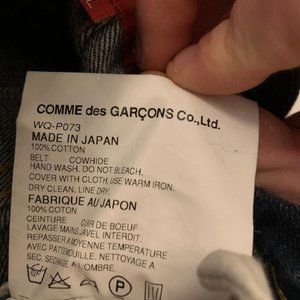 COMME des GARÇONS Co.,Ltd.
WQ-P073
MADE IN JAPAN
100% COTTON
BELT COWHIDE
HAND WASH. DO NOT BLEACH.
COVER WITH CLOTH. USE WARM IRON.
DRY CLEAN. LINE DRY.
FABRIQUE AU JAPON
100% COTON
CEINTURE CUIR DE BOEUF
LAVAGE MAINS. JAVEL INTERDIT.
REPASSER A MOYENNE TEMPERATURE
AVEC PATTEMOUILLE. NETTOYAGE A
SEC. SECHAGE A L'OMBRE.
P